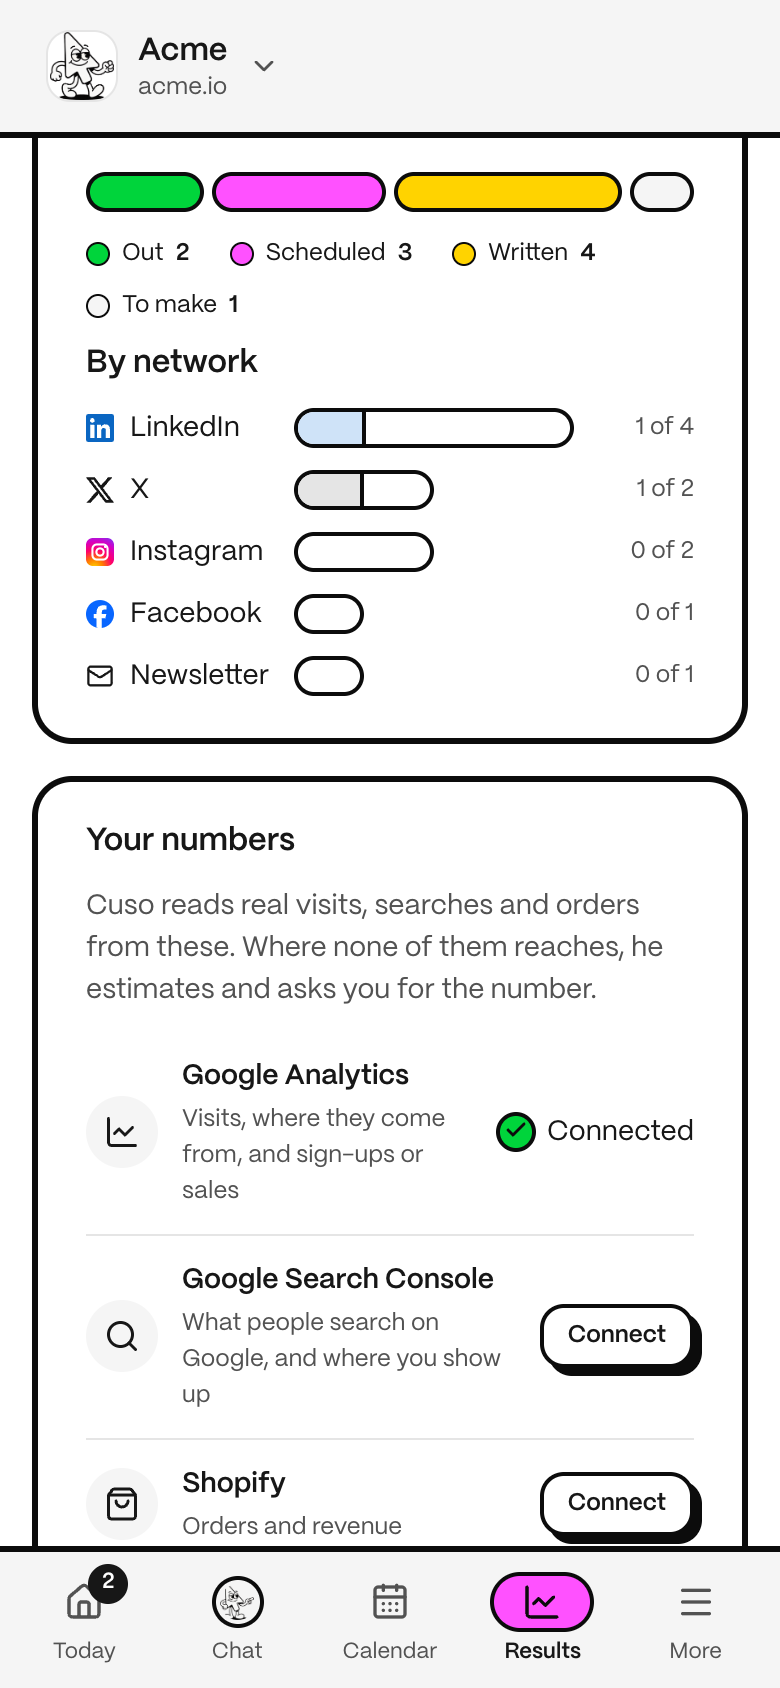 Acme
acme.io
Out 2 Scheduled 3 Written 4
To make 1
By network
LinkedIn 1 of 4
X 1 of 2
Instagram 0 of 2
Facebook 0 of 1
Newsletter 0 of 1
Your numbers
Cuso reads real visits, searches and orders
from these. Where none of them reaches, he
estimates and asks you for the number.
Google Analytics
Visits, where they come
from, and sign-ups or
sales
Connected
Google Search Console
What people search on
Google, and where you show
up
Connect
Shopify
Orders and revenue
Connect
2
Today Chat Calendar Results More